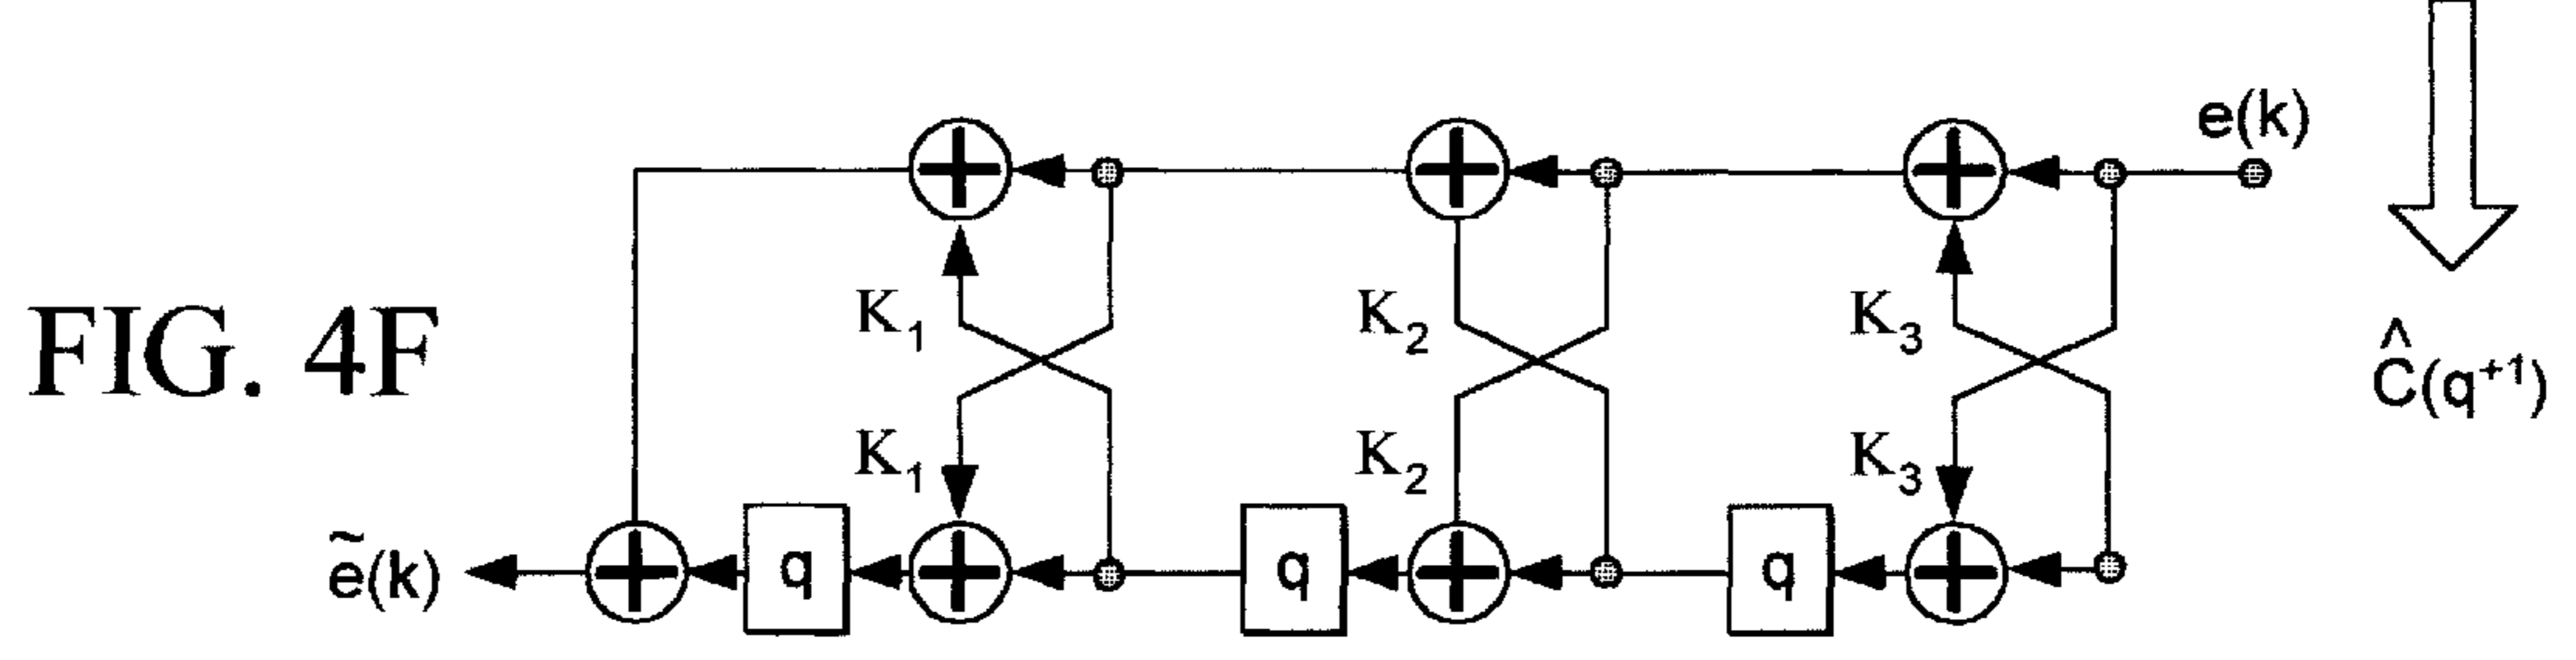 e(k)
FIG. 4F
K₁ K₂ K₃
Ĉ(q⁺¹)
K₁ K₂ K₃
ẽ(k) q q q